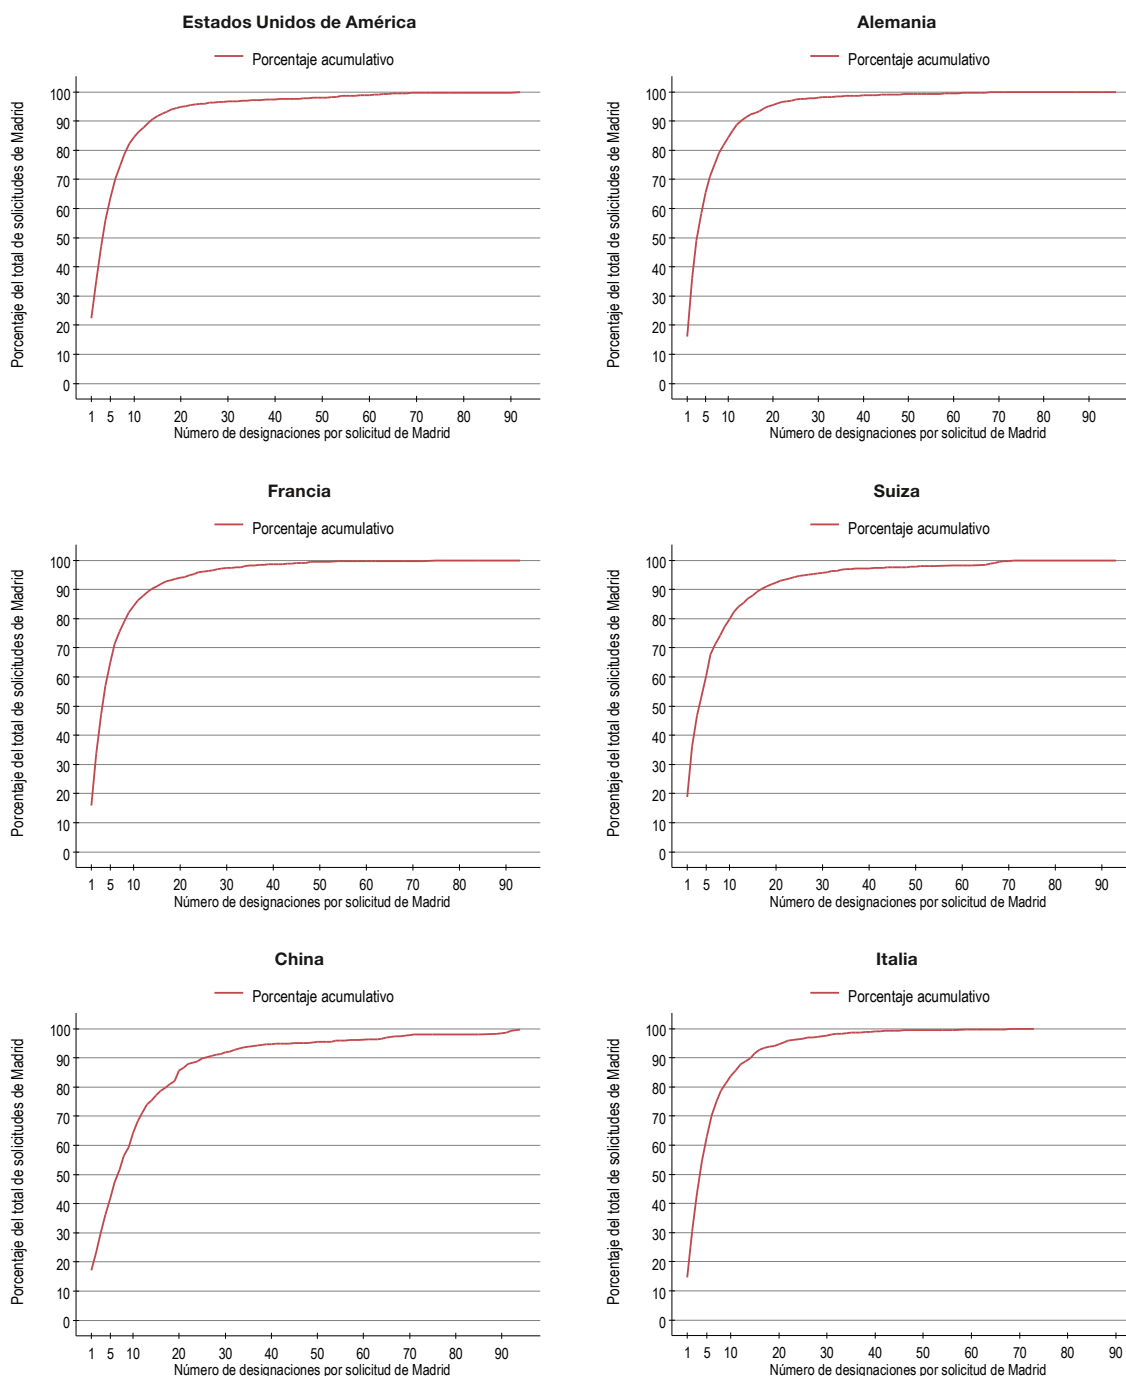 Estados Unidos de América
Porcentaje acumulativo
Porcentaje del total de solicitudes de Madrid
100
90
80
70
60
50
40
30
20
10
0
1 5 10 20 30 40 50 60 70 80 90
Número de designaciones por solicitud de Madrid
Alemania
Porcentaje acumulativo
Porcentaje del total de solicitudes de Madrid
100
90
80
70
60
50
40
30
20
10
0
1 5 10 20 30 40 50 60 70 80 90
Número de designaciones por solicitud de Madrid
Francia
Porcentaje acumulativo
Porcentaje del total de solicitudes de Madrid
100
90
80
70
60
50
40
30
20
10
0
1 5 10 20 30 40 50 60 70 80 90
Número de designaciones por solicitud de Madrid
Suiza
Porcentaje acumulativo
Porcentaje del total de solicitudes de Madrid
100
90
80
70
60
50
40
30
20
10
0
1 5 10 20 30 40 50 60 70 80 90
Número de designaciones por solicitud de Madrid
China
Porcentaje acumulativo
Porcentaje del total de solicitudes de Madrid
100
90
80
70
60
50
40
30
20
10
0
1 5 10 20 30 40 50 60 70 80 90
Número de designaciones por solicitud de Madrid
Italia
Porcentaje acumulativo
Porcentaje del total de solicitudes de Madrid
100
90
80
70
60
50
40
30
20
10
0
1 5 10 20 30 40 50 60 70 80 90
Número de designaciones por solicitud de Madrid